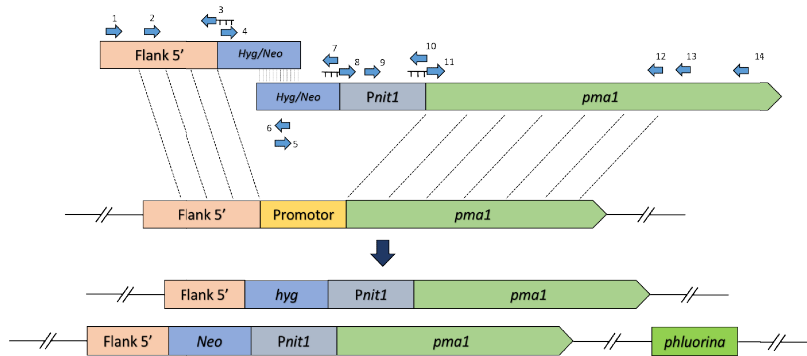 1 2 3 4
Flank 5’ Hyg/Neo
7 8 9 10 11 12 13 14
Hyg/Neo Pnit1 pma1
6 5
Flank 5’ Promotor pma1
Flank 5’ hyg Pnit1 pma1
Flank 5’ Neo Pnit1 pma1 phluorina